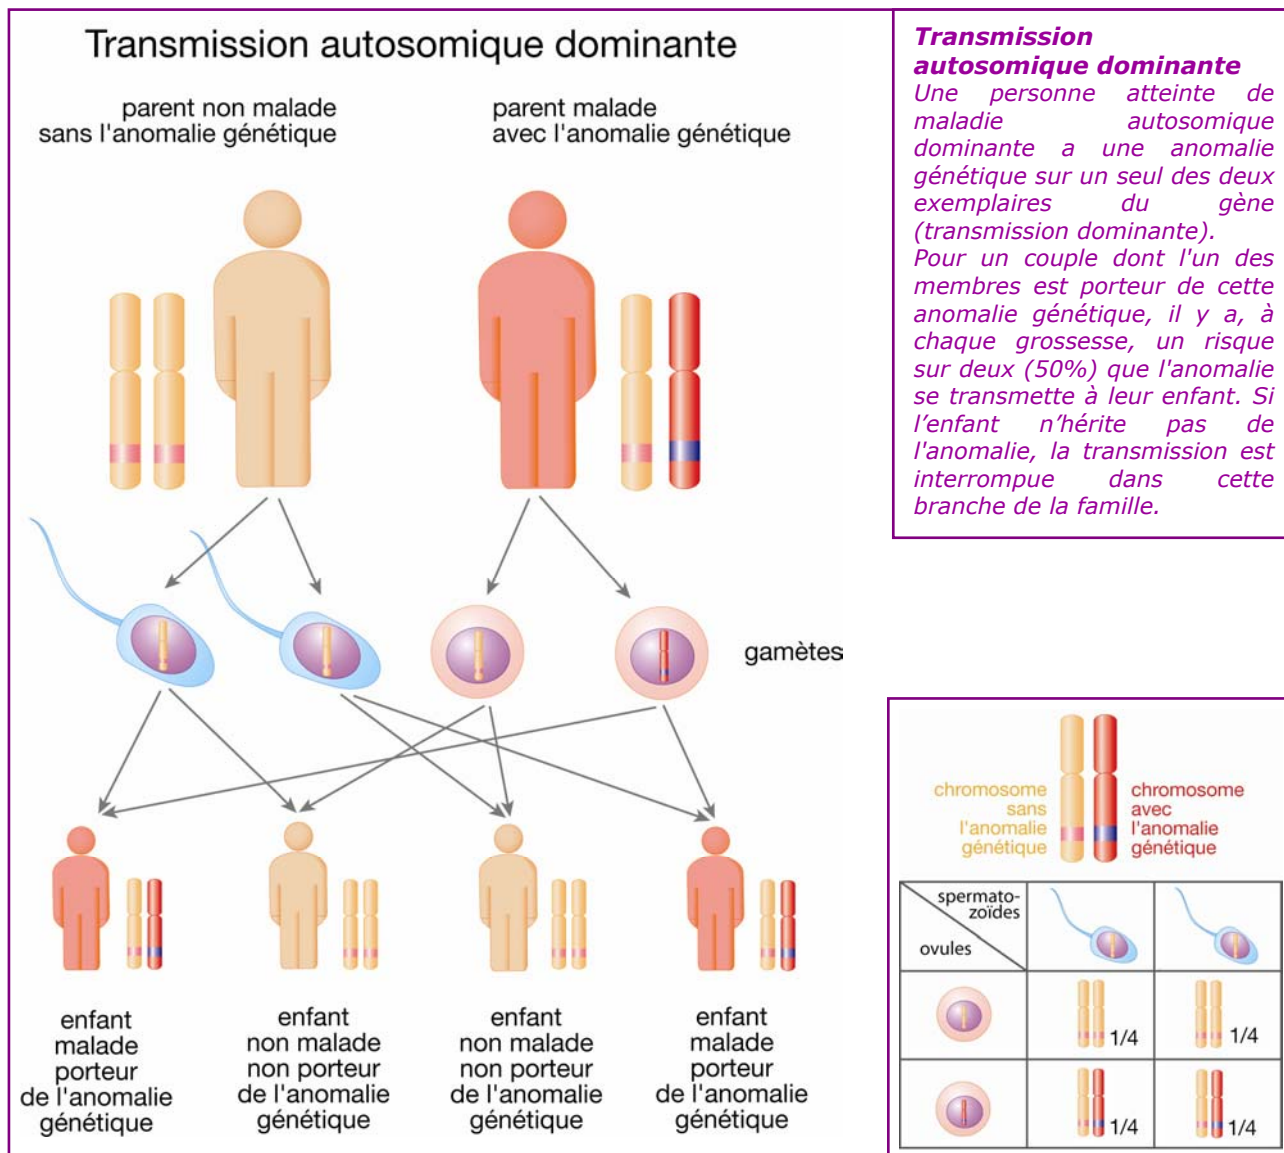 Transmission autosomique dominante
parent non malade
sans l'anomalie génétique
parent malade
avec l'anomalie génétique
gamètes
enfant
malade
porteur
de l'anomalie
génétique
enfant
non malade
non porteur
de l'anomalie
génétique
enfant
non malade
non porteur
de l'anomalie
génétique
enfant
malade
porteur
de l'anomalie
génétique
Transmission
autosomique dominante
Une personne atteinte de
maladie autosomique
dominante a une anomalie
génétique sur un seul des deux
exemplaires du gène
(transmission dominante).
Pour un couple dont l'un des
membres est porteur de cette
anomalie génétique, il y a, à
chaque grossesse, un risque
sur deux (50%) que l'anomalie
se transmette à leur enfant. Si
l’enfant n’hérite pas de
l'anomalie, la transmission est
interrompue dans cette
branche de la famille.
chromosome
sans
l'anomalie
génétique
chromosome
avec
l'anomalie
génétique
spermato-
zoïdes
ovules
1/4
1/4
1/4
1/4